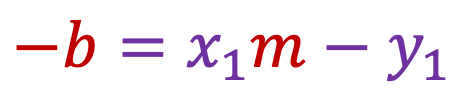 −b = x₁m − y₁